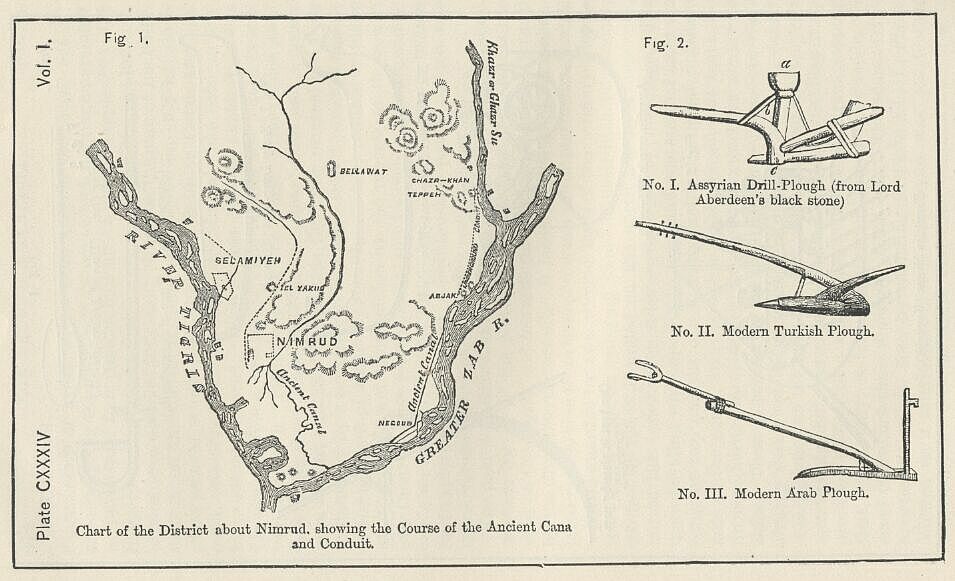 Vol. I.
Plate CXXXIV
Fig. 1.
Khazr or Ghazr Su
BELLAWAT
GHAZR-KHAN
TEPPEH
RIVER TIGRIS
SELAMIYEH
TEL YAKUB
ABJAK
NIMRUD
Ancient Canal
Ancient Canal
NEGOUB
GREATER ZAB R.
Chart of the District about Nimrud, showing the Course of the Ancient Cana
and Conduit.
Fig. 2.
a
b
c
No. I. Assyrian Drill-Plough (from Lord
Aberdeen's black stone)
No. II. Modern Turkish Plough.
No. III. Modern Arab Plough.